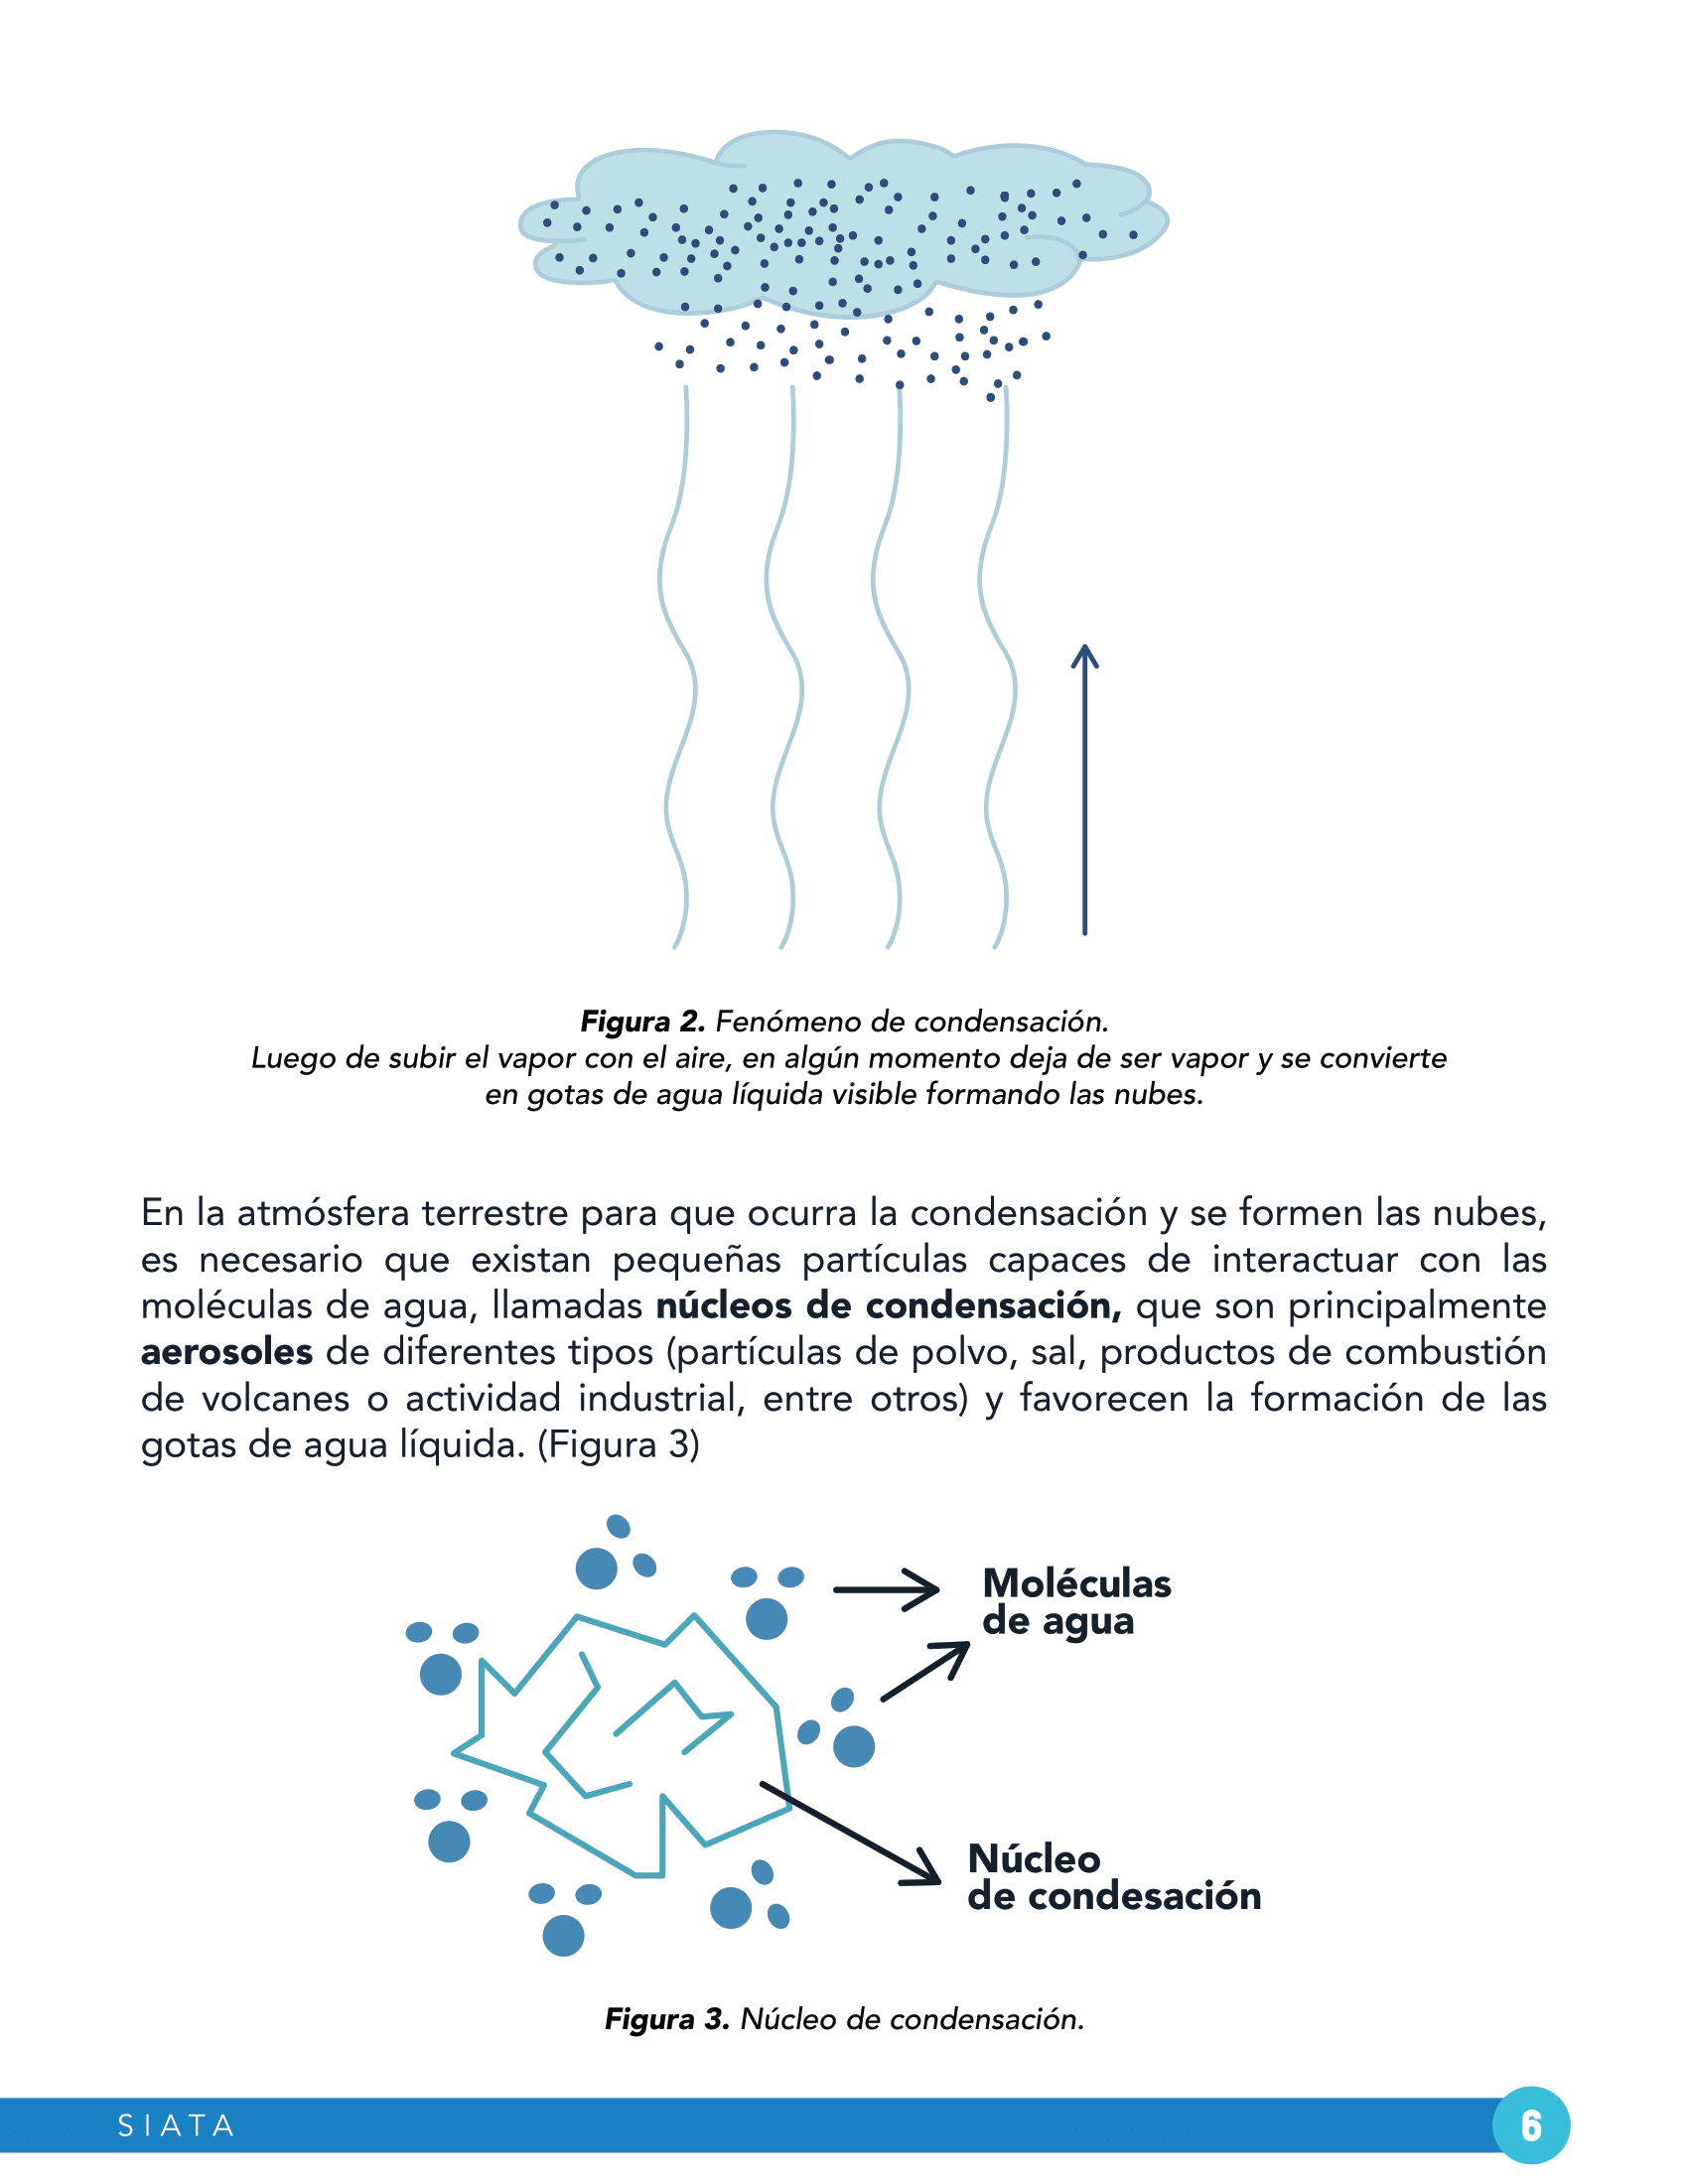 Figura 2. Fenómeno de condensación.
Luego de subir el vapor con el aire, en algún momento deja de ser vapor y se convierte
en gotas de agua líquida visible formando las nubes.
En la atmósfera terrestre para que ocurra la condensación y se formen las nubes,
es necesario que existan pequeñas partículas capaces de interactuar con las
moléculas de agua, llamadas núcleos de condensación, que son principalmente
aerosoles de diferentes tipos (partículas de polvo, sal, productos de combustión
de volcanes o actividad industrial, entre otros) y favorecen la formación de las
gotas de agua líquida. (Figura 3)
Moléculas
de agua
Núcleo
de condesación
Figura 3. Núcleo de condensación.
SIATA
6